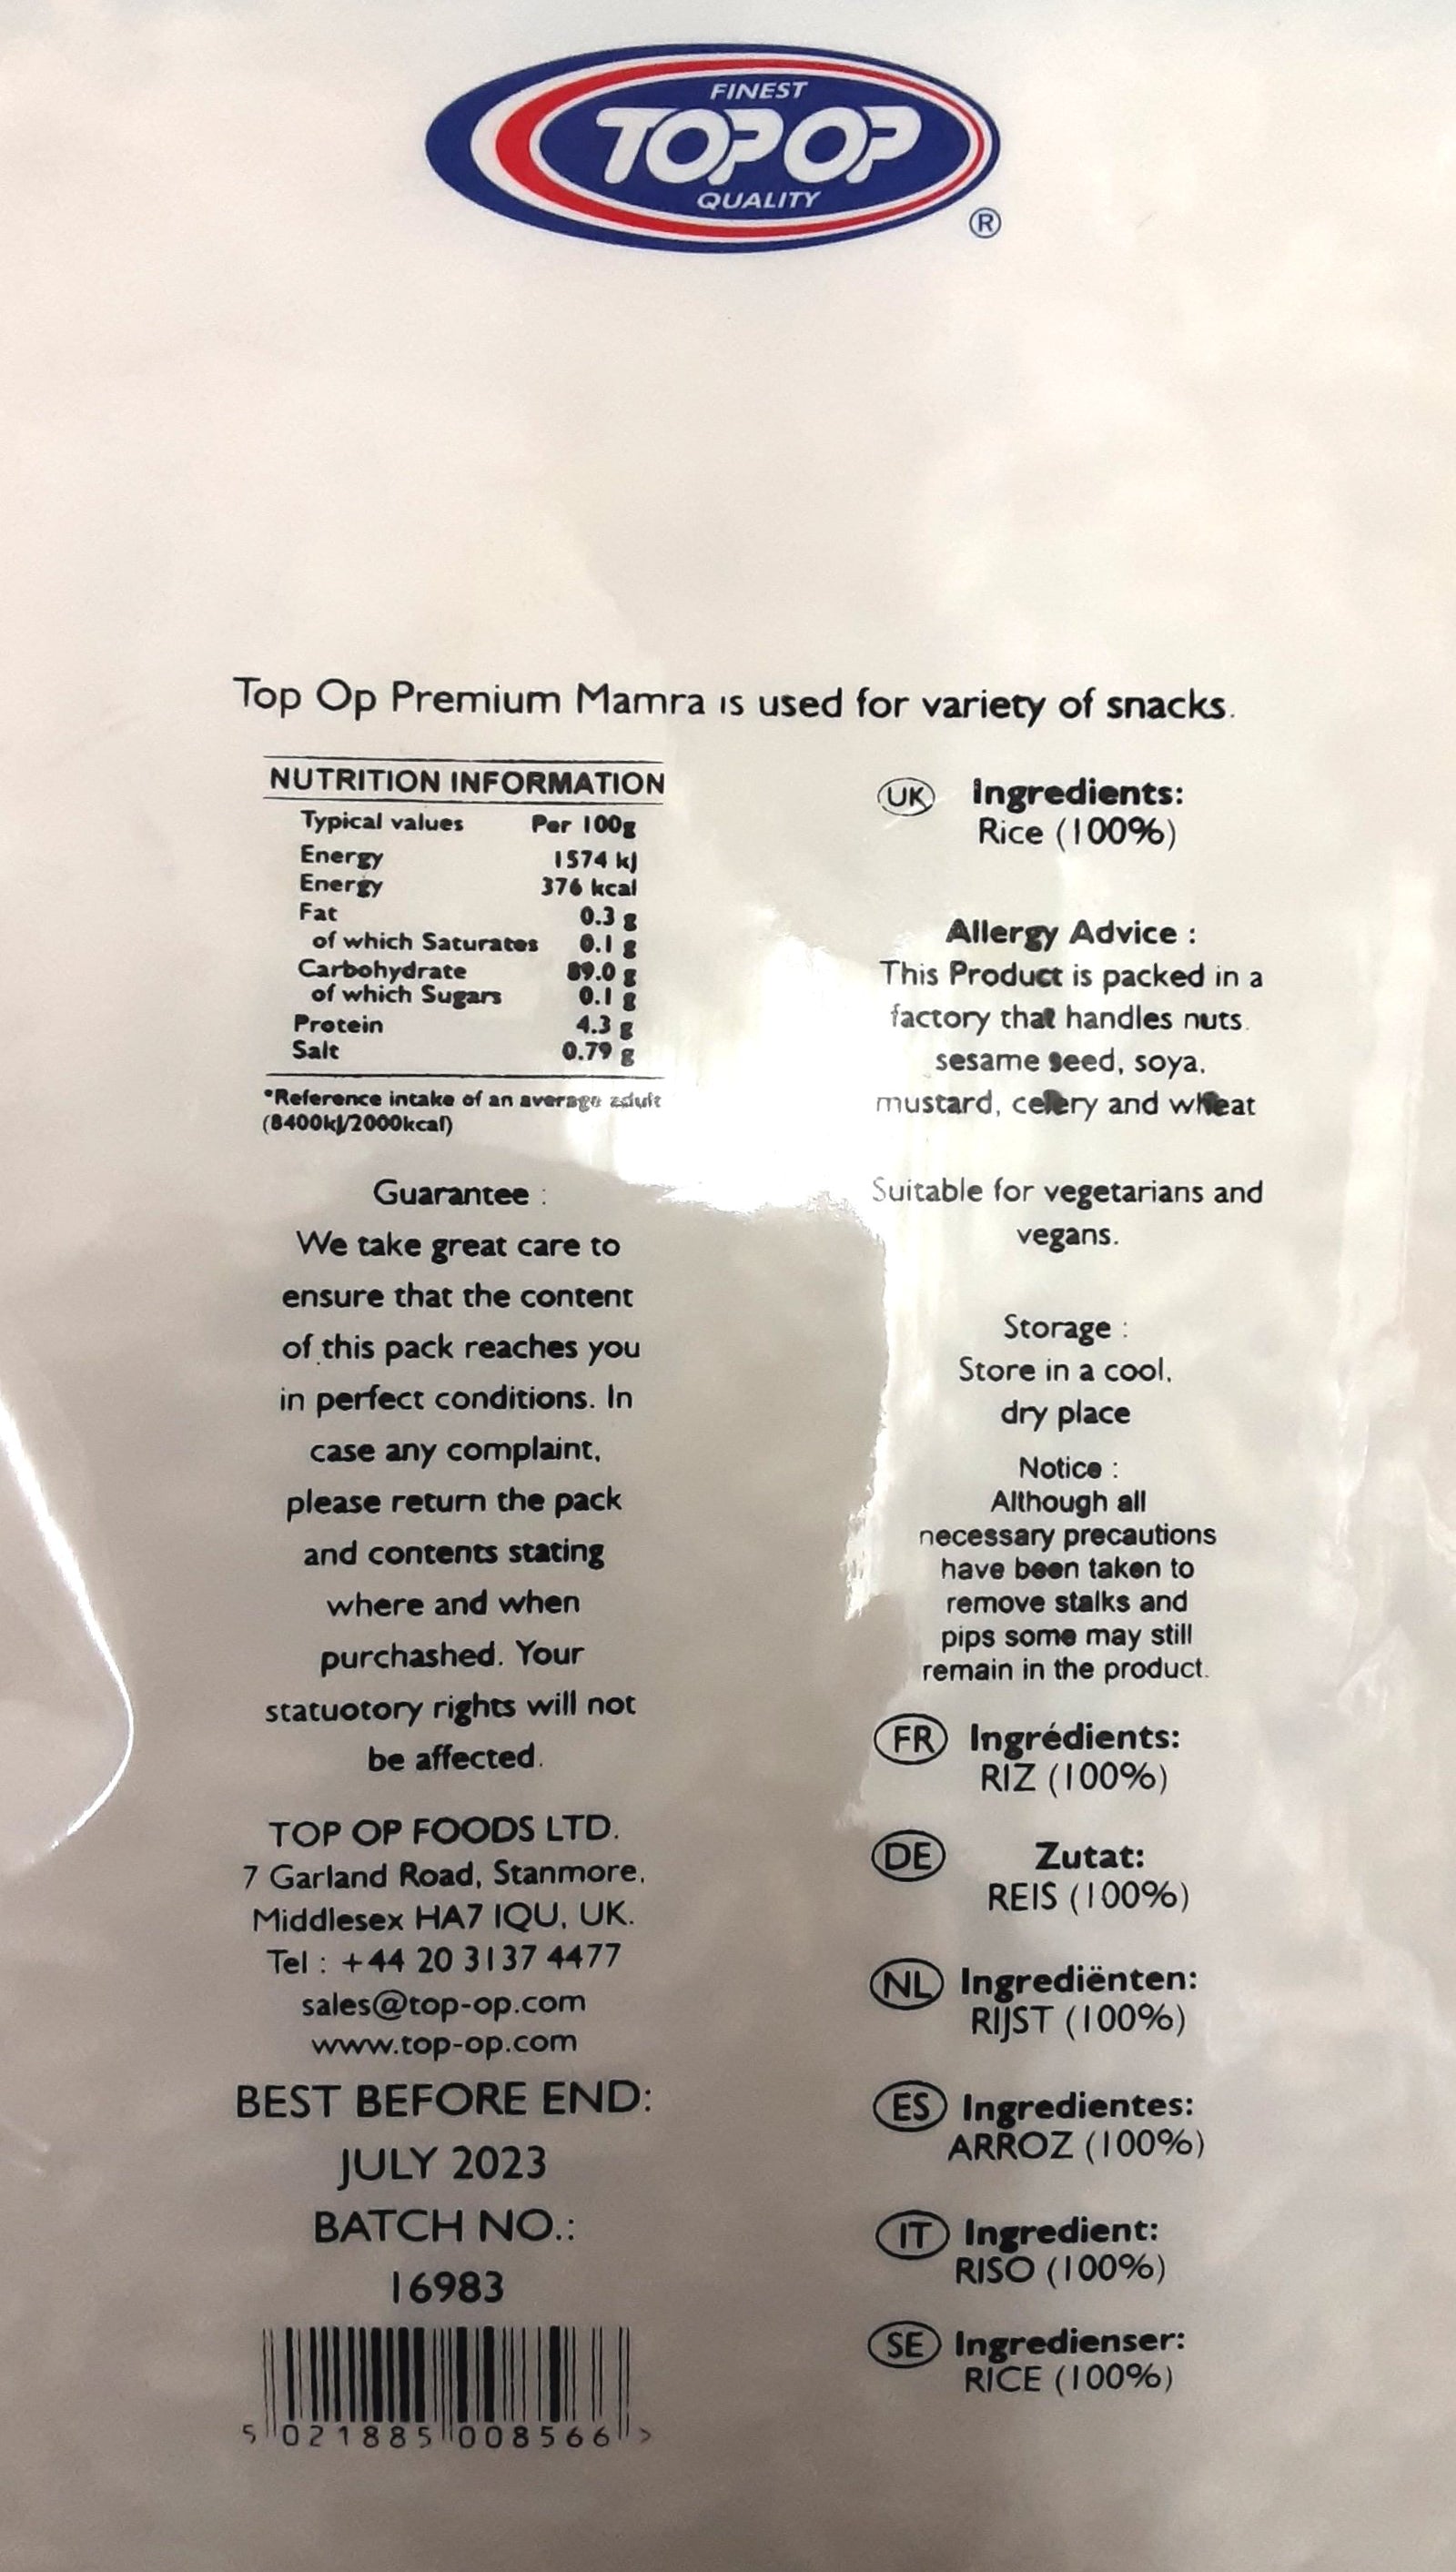 FINEST
TOPOP
QUALITY
®
Top Op Premium Mamra is used for variety of snacks.
NUTRITION INFORMATION
Typical values Per 100g
Energy 1574 kJ
Energy 376 kcal
Fat 0.3 g
of which Saturates 0.1 g
Carbohydrate 89.0 g
of which Sugars 0.1 g
Protein 4.3 g
Salt 0.79 g
*Reference intake of an average adult
(8400kJ/2000kcal)
Guarantee :
We take great care to
ensure that the content
of this pack reaches you
in perfect conditions. In
case any complaint,
please return the pack
and contents stating
where and when
purchashed. Your
statuotory rights will not
be affected.
TOP OP FOODS LTD.
7 Garland Road, Stanmore,
Middlesex HA7 1QU, UK.
Tel : +44 20 3137 4477
sales@top-op.com
www.top-op.com
BEST BEFORE END:
JULY 2023
BATCH NO.:
16983
5 021885 008566 >
UK Ingredients:
Rice (100%)
Allergy Advice :
This Product is packed in a
factory that handles nuts.
sesame seed, soya,
mustard, celery and wheat
Suitable for vegetarians and
vegans.
Storage :
Store in a cool,
dry place
Notice :
Although all
necessary precautions
have been taken to
remove stalks and
pips some may still
remain in the product.
FR Ingrédients:
RIZ (100%)
DE Zutat:
REIS (100%)
NL Ingrediënten:
RIJST (100%)
ES Ingredientes:
ARROZ (100%)
IT Ingredient:
RISO (100%)
SE Ingredienser:
RICE (100%)